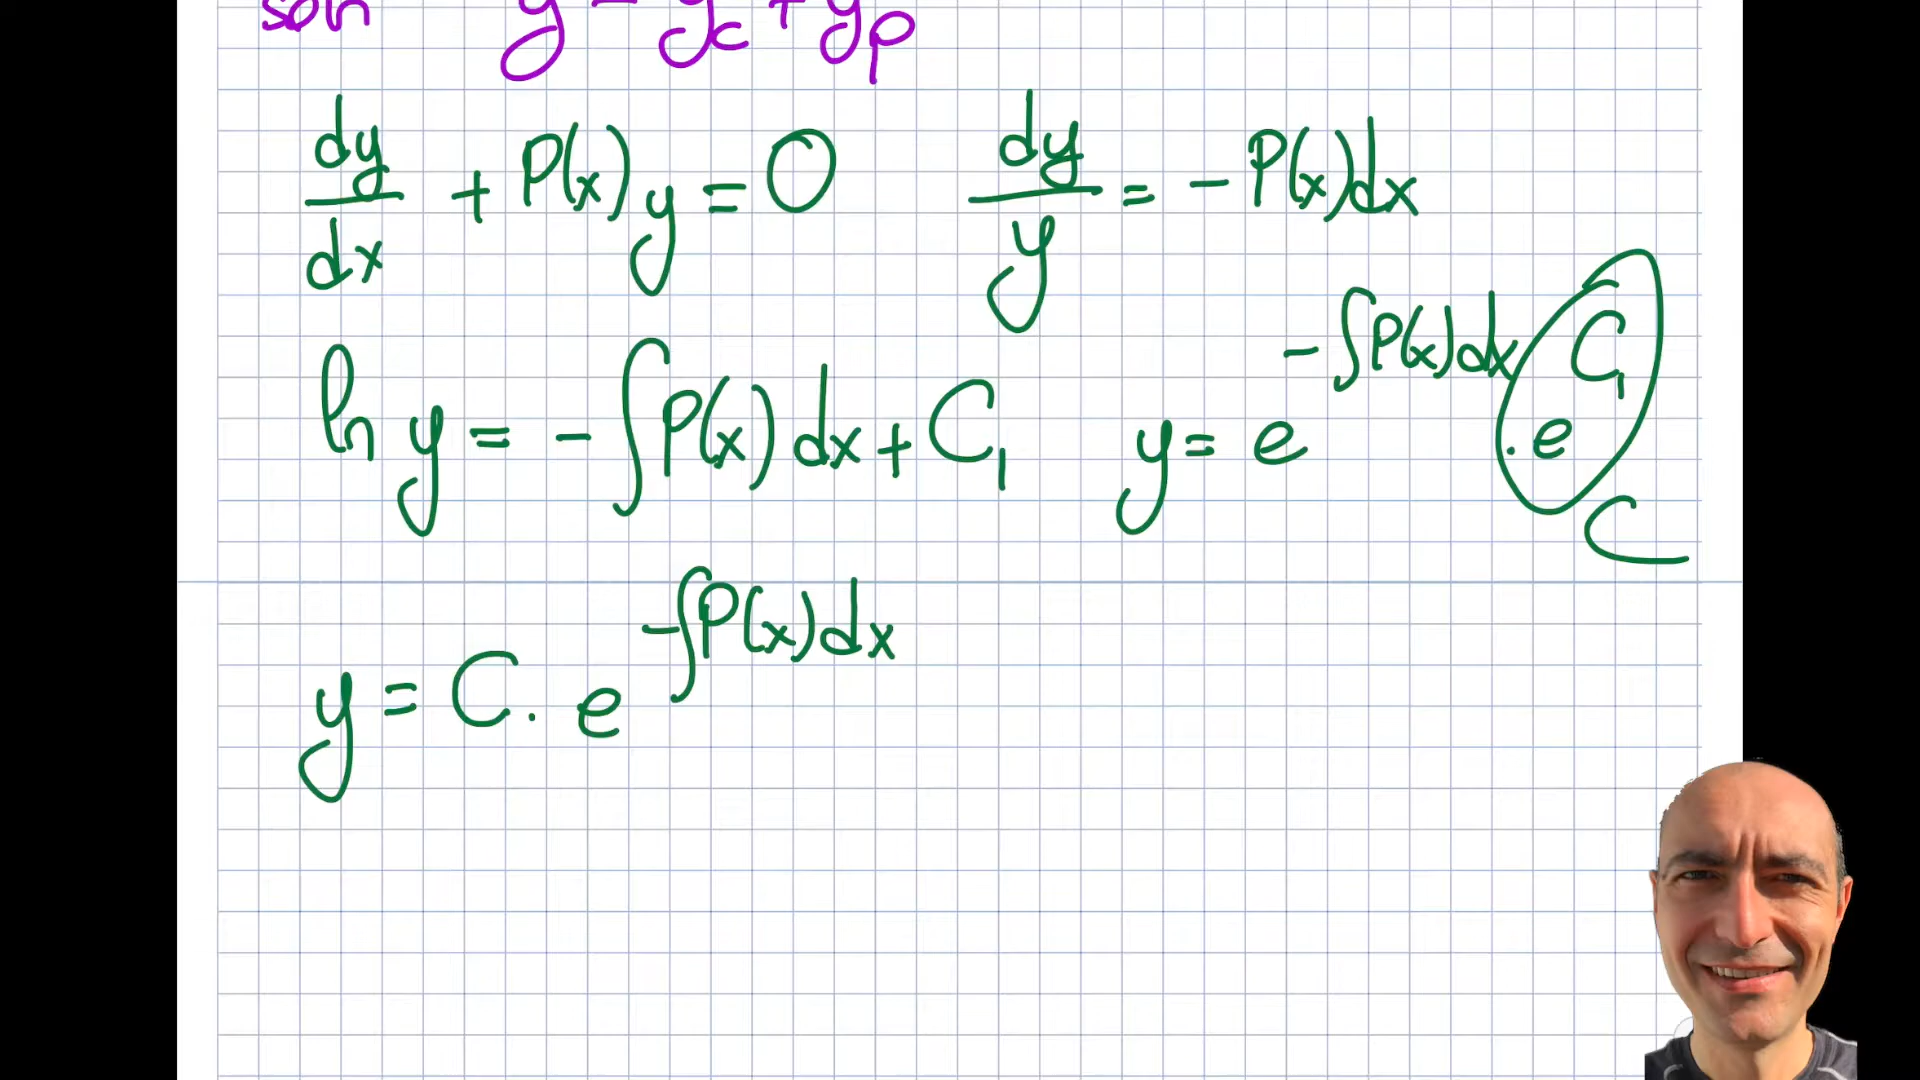 soln y = yc + yp
dy/dx + P(x)y = 0    dy/y = - P(x)dx
ln y = - ∫P(x)dx + C₁    y = e^(-∫P(x)dx) . e^(C₁)
C
y = C . e^(-∫P(x)dx)